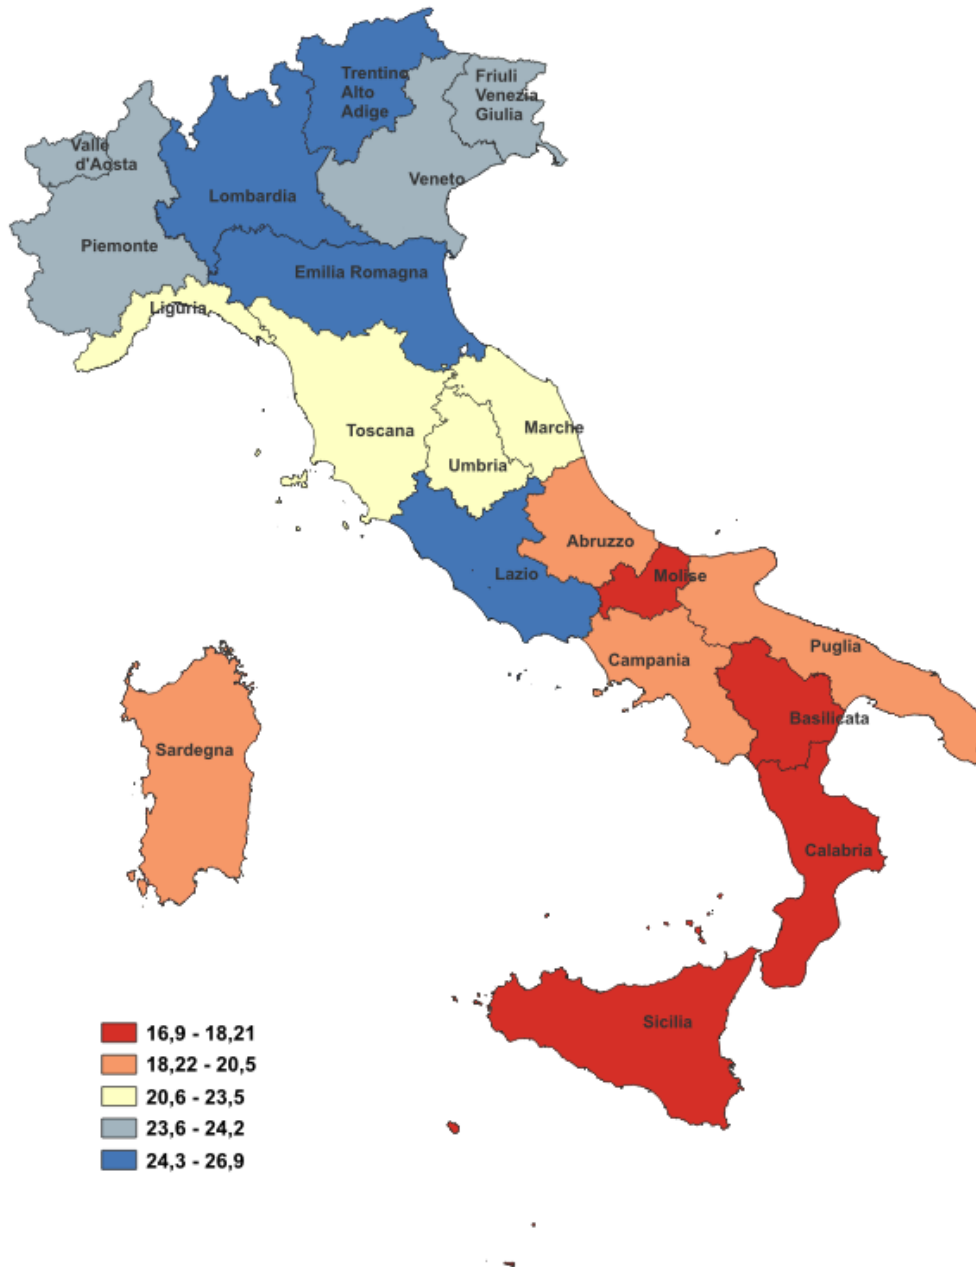 Trentino
Alto
Adige
Friuli
Venezia
Giulia
Valle
d'Aosta
Veneto
Lombardia
Piemonte
Emilia Romagna
Liguria
Toscana
Marche
Umbria
Abruzzo
Lazio
Molise
Puglia
Campania
Basilicata
Sardegna
Calabria
Sicilia
16,9 - 18,21
18,22 - 20,5
20,6 - 23,5
23,6 - 24,2
24,3 - 26,9